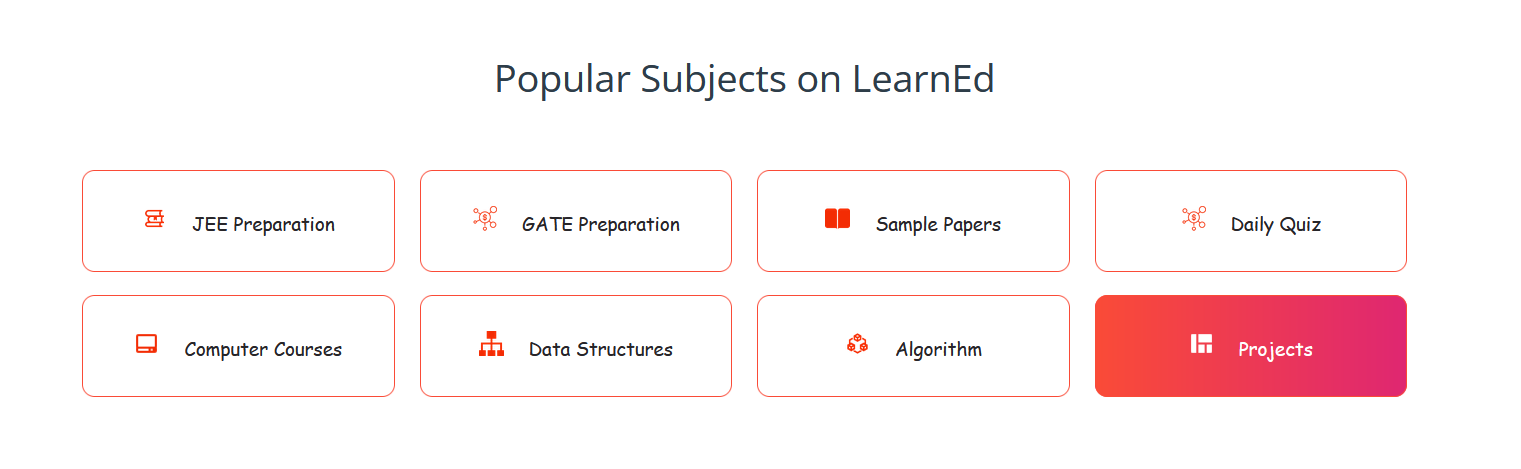 Popular Subjects on LearnEd
JEE Preparation
GATE Preparation
Sample Papers
Daily Quiz
Computer Courses
Data Structures
Algorithm
Projects